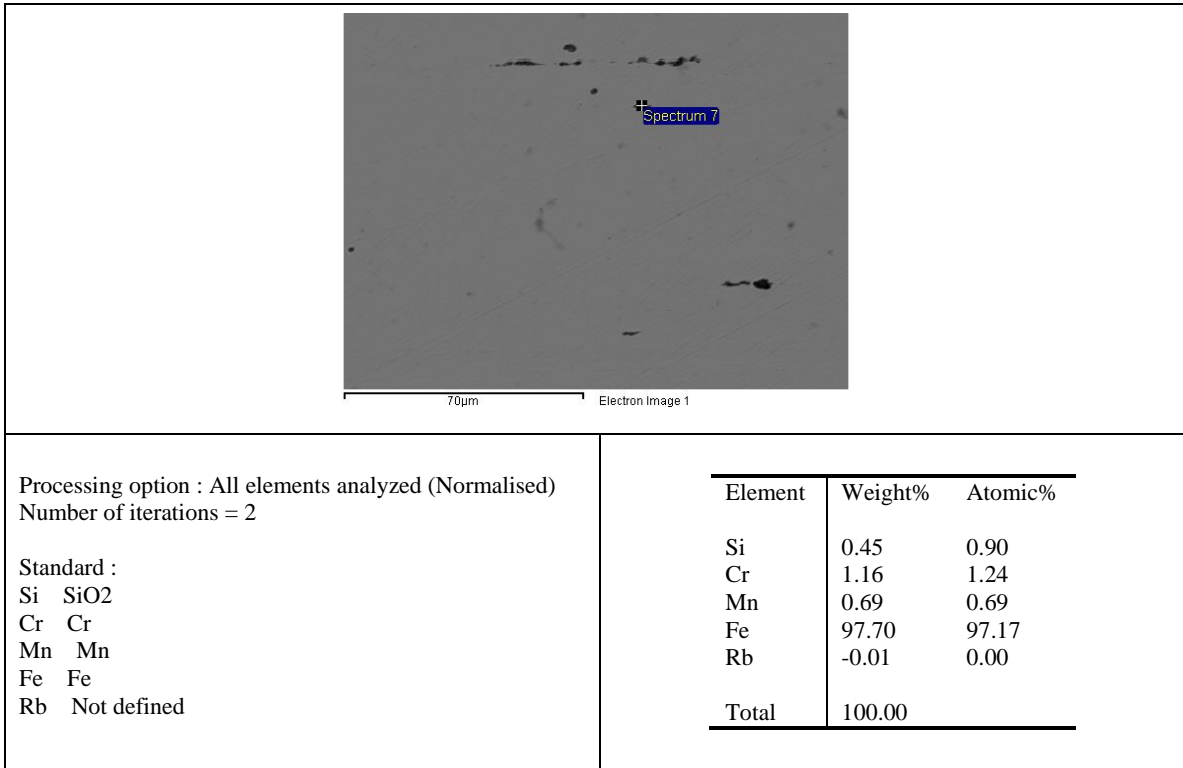 Spectrum 7
70µm
Electron Image 1
Processing option : All elements analyzed (Normalised)
Number of iterations = 2
Standard :
Si SiO2
Cr Cr
Mn Mn
Fe Fe
Rb Not defined
Element Weight% Atomic%
Si 0.45 0.90
Cr 1.16 1.24
Mn 0.69 0.69
Fe 97.70 97.17
Rb -0.01 0.00
Total 100.00